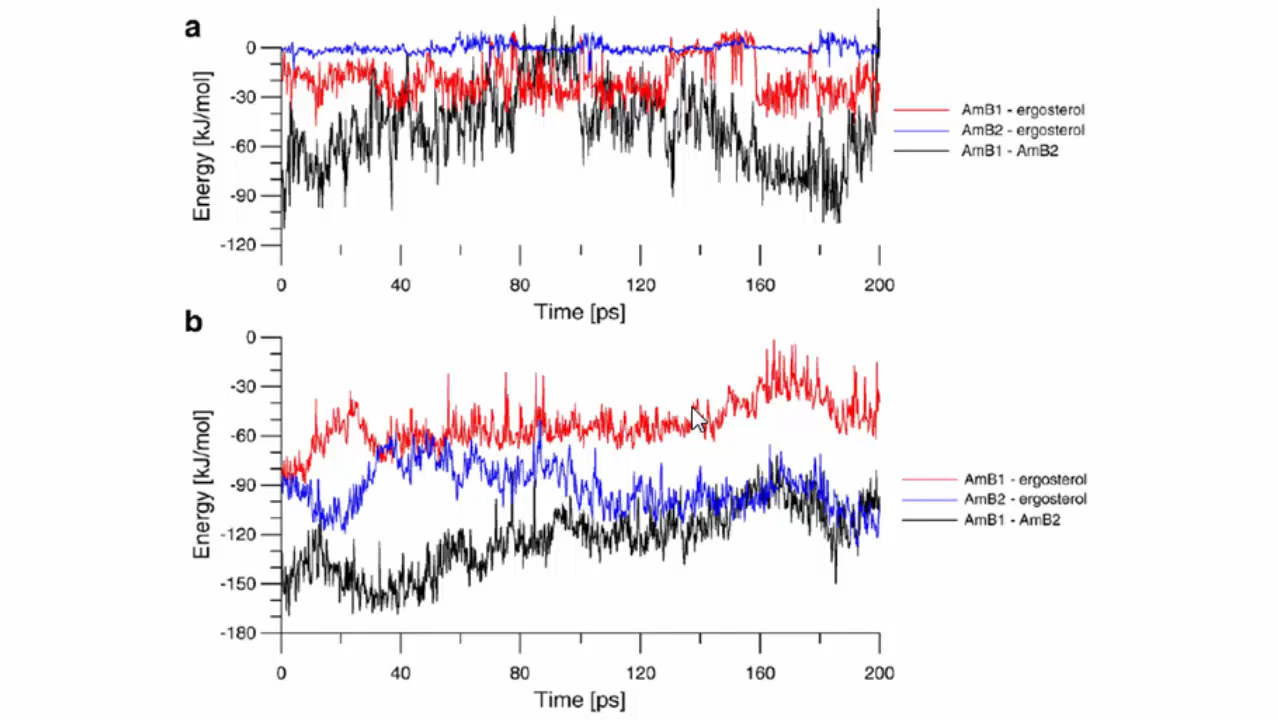 a
0
-30
-60
-90
-120
Energy [kJ/mol]
AmB1 - ergosterol
AmB2 - ergosterol
AmB1 - AmB2
0 40 80 120 160 200
Time [ps]
b
0
-30
-60
-90
-120
-150
-180
Energy [kJ/mol]
AmB1 - ergosterol
AmB2 - ergosterol
AmB1 - AmB2
0 40 80 120 160 200
Time [ps]